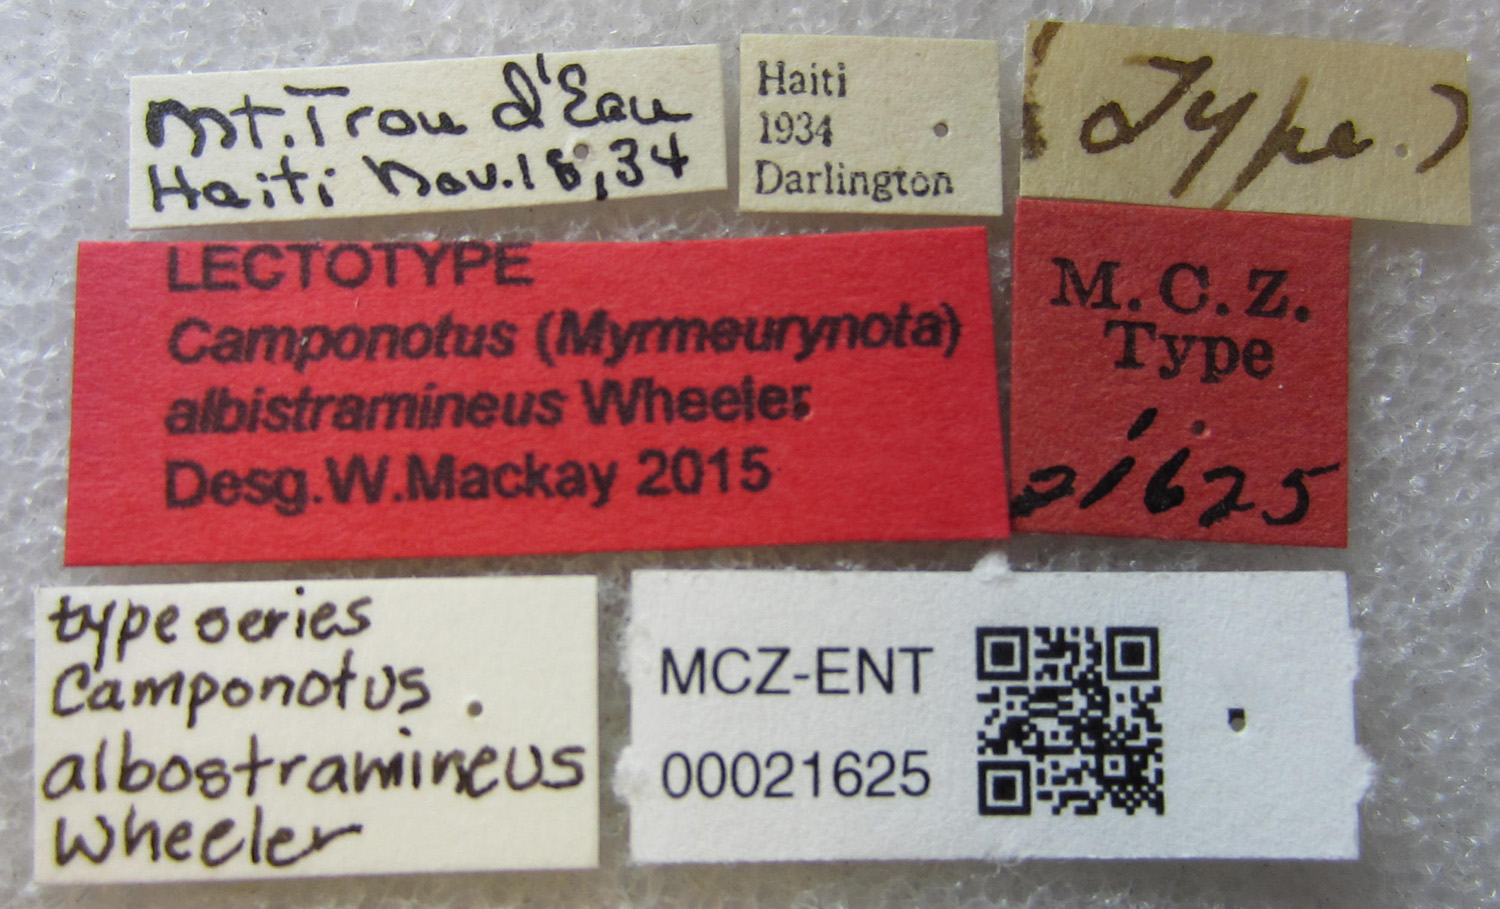 Mt. Trou d'Eau
Haiti Nov. 18, 34
Haiti
1934
Darlington
(Type.)
LECTOTYPE
Camponotus (Myrmeurynota)
albistramineus Wheeler
Desg.W.Mackay 2015
M.C.Z.
Type
1.
21625
type series
Camponotus
albostramineus
Wheeler
MCZ-ENT
00021625